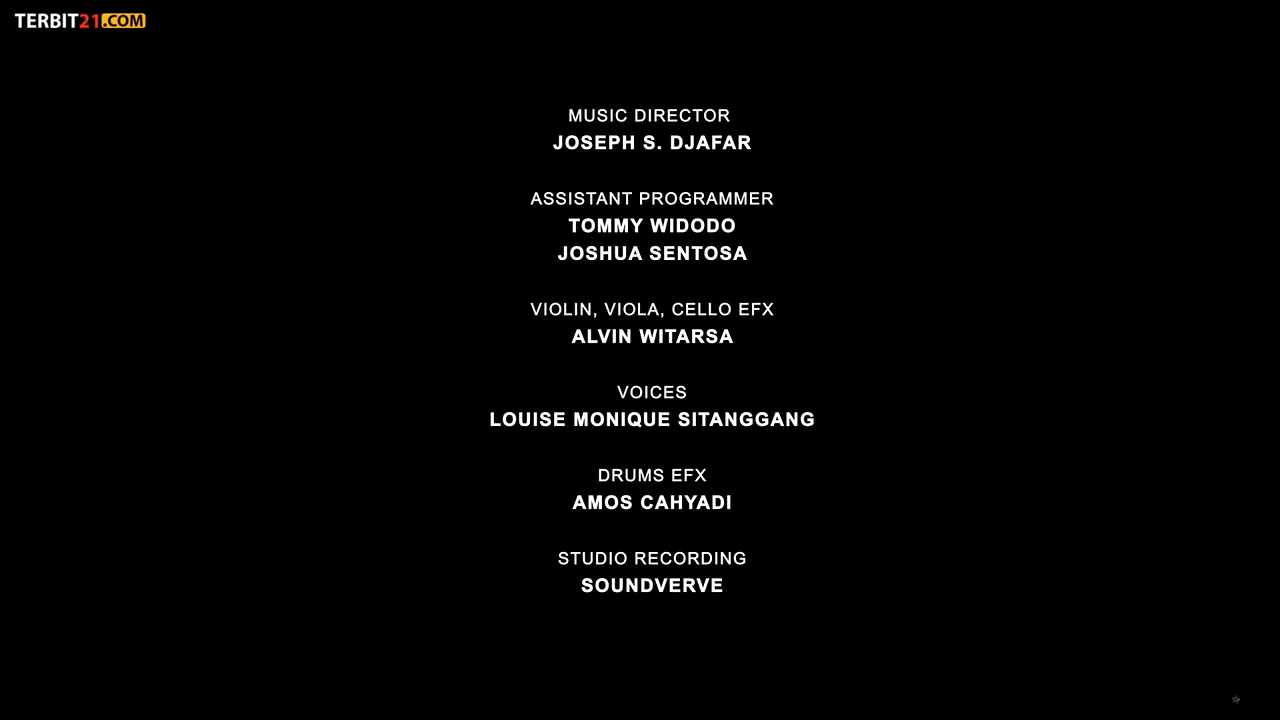 TERBIT21.COM
MUSIC DIRECTOR
JOSEPH S. DJAFAR
ASSISTANT PROGRAMMER
TOMMY WIDODO
JOSHUA SENTOSA
VIOLIN, VIOLA, CELLO EFX
ALVIN WITARSA
VOICES
LOUISE MONIQUE SITANGGANG
DRUMS EFX
AMOS CAHYADI
STUDIO RECORDING
SOUNDVERVE